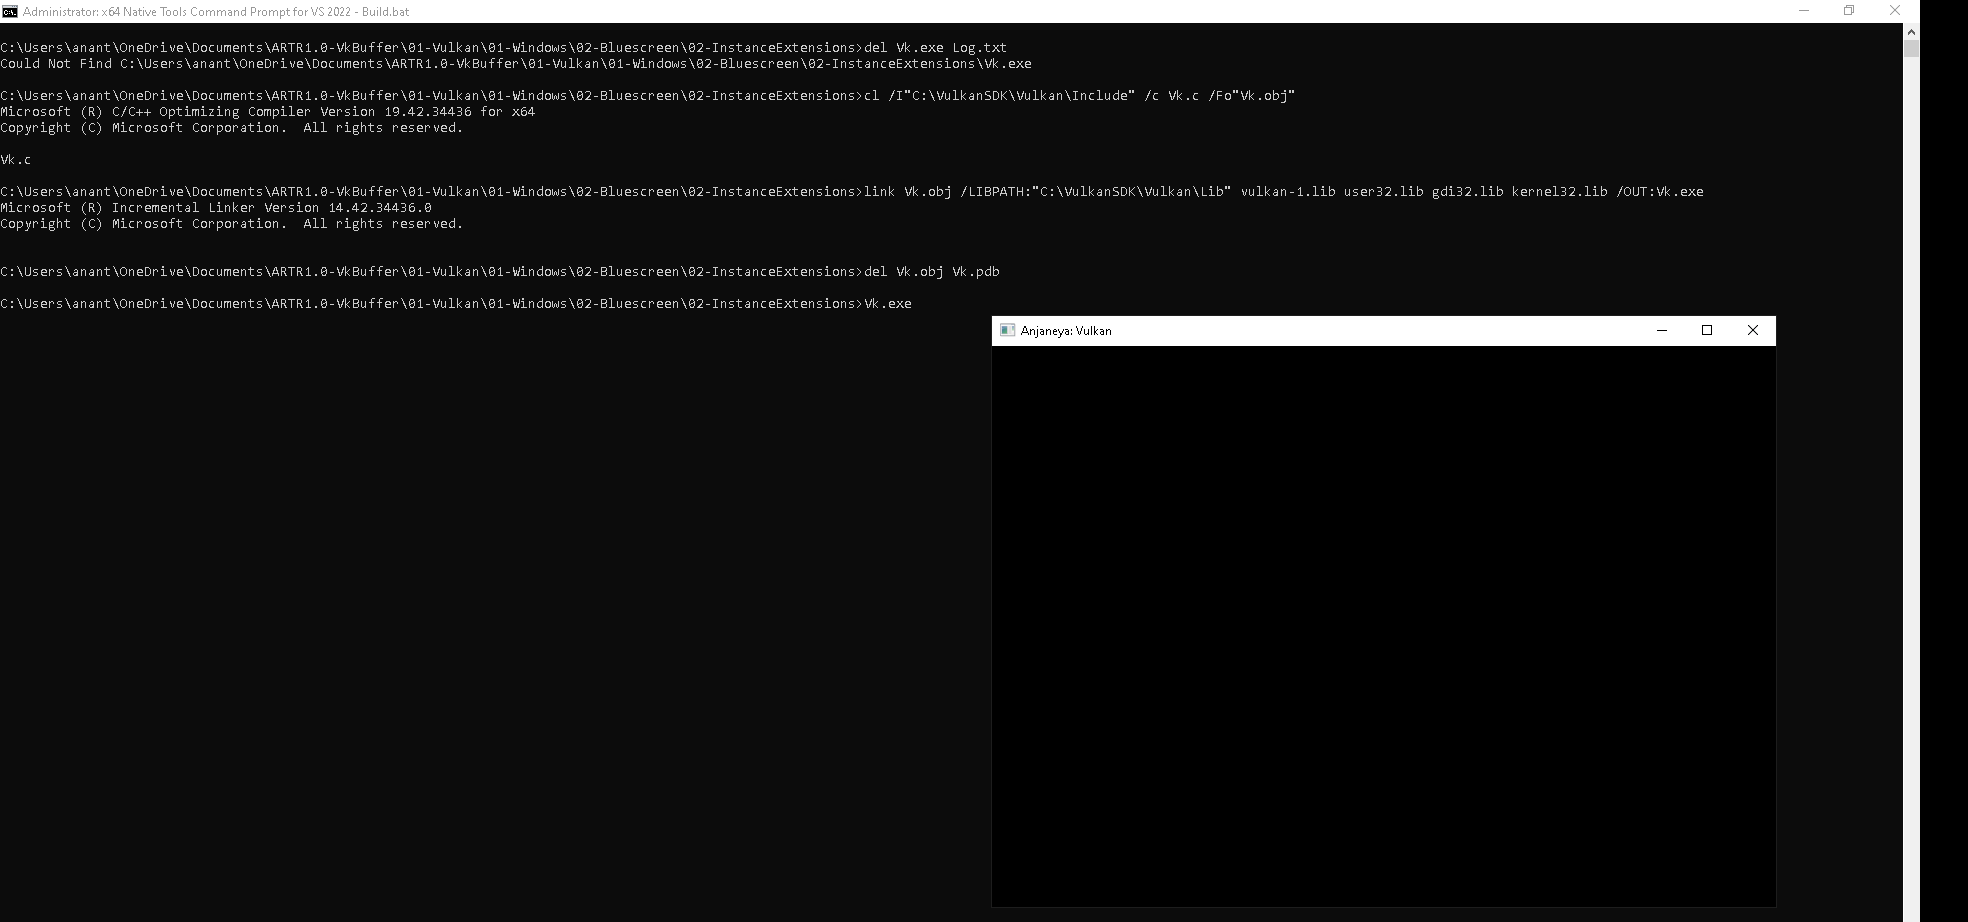 Administrator: x64 Native Tools Command Prompt for VS 2022 - Build.bat
C:\Users\anant\OneDrive\Documents\ARTR1.0-VkBuffer\01-Vulkan\01-Windows\02-Bluescreen\02-InstanceExtensions>del Vk.exe Log.txt
Could Not Find C:\Users\anant\OneDrive\Documents\ARTR1.0-VkBuffer\01-Vulkan\01-Windows\02-Bluescreen\02-InstanceExtensions\Vk.exe
C:\Users\anant\OneDrive\Documents\ARTR1.0-VkBuffer\01-Vulkan\01-Windows\02-Bluescreen\02-InstanceExtensions>cl /I"C:\VulkanSDK\Vulkan\Include" /c Vk.c /Fo"Vk.obj"
Microsoft (R) C/C++ Optimizing Compiler Version 19.42.34436 for x64
Copyright (C) Microsoft Corporation.  All rights reserved.
Vk.c
C:\Users\anant\OneDrive\Documents\ARTR1.0-VkBuffer\01-Vulkan\01-Windows\02-Bluescreen\02-InstanceExtensions>link Vk.obj /LIBPATH:"C:\VulkanSDK\Vulkan\Lib" vulkan-1.lib user32.lib gdi32.lib kernel32.lib /OUT:Vk.exe
Microsoft (R) Incremental Linker Version 14.42.34436.0
Copyright (C) Microsoft Corporation.  All rights reserved.
C:\Users\anant\OneDrive\Documents\ARTR1.0-VkBuffer\01-Vulkan\01-Windows\02-Bluescreen\02-InstanceExtensions>del Vk.obj Vk.pdb
C:\Users\anant\OneDrive\Documents\ARTR1.0-VkBuffer\01-Vulkan\01-Windows\02-Bluescreen\02-InstanceExtensions>Vk.exe
Anjaneya: Vulkan